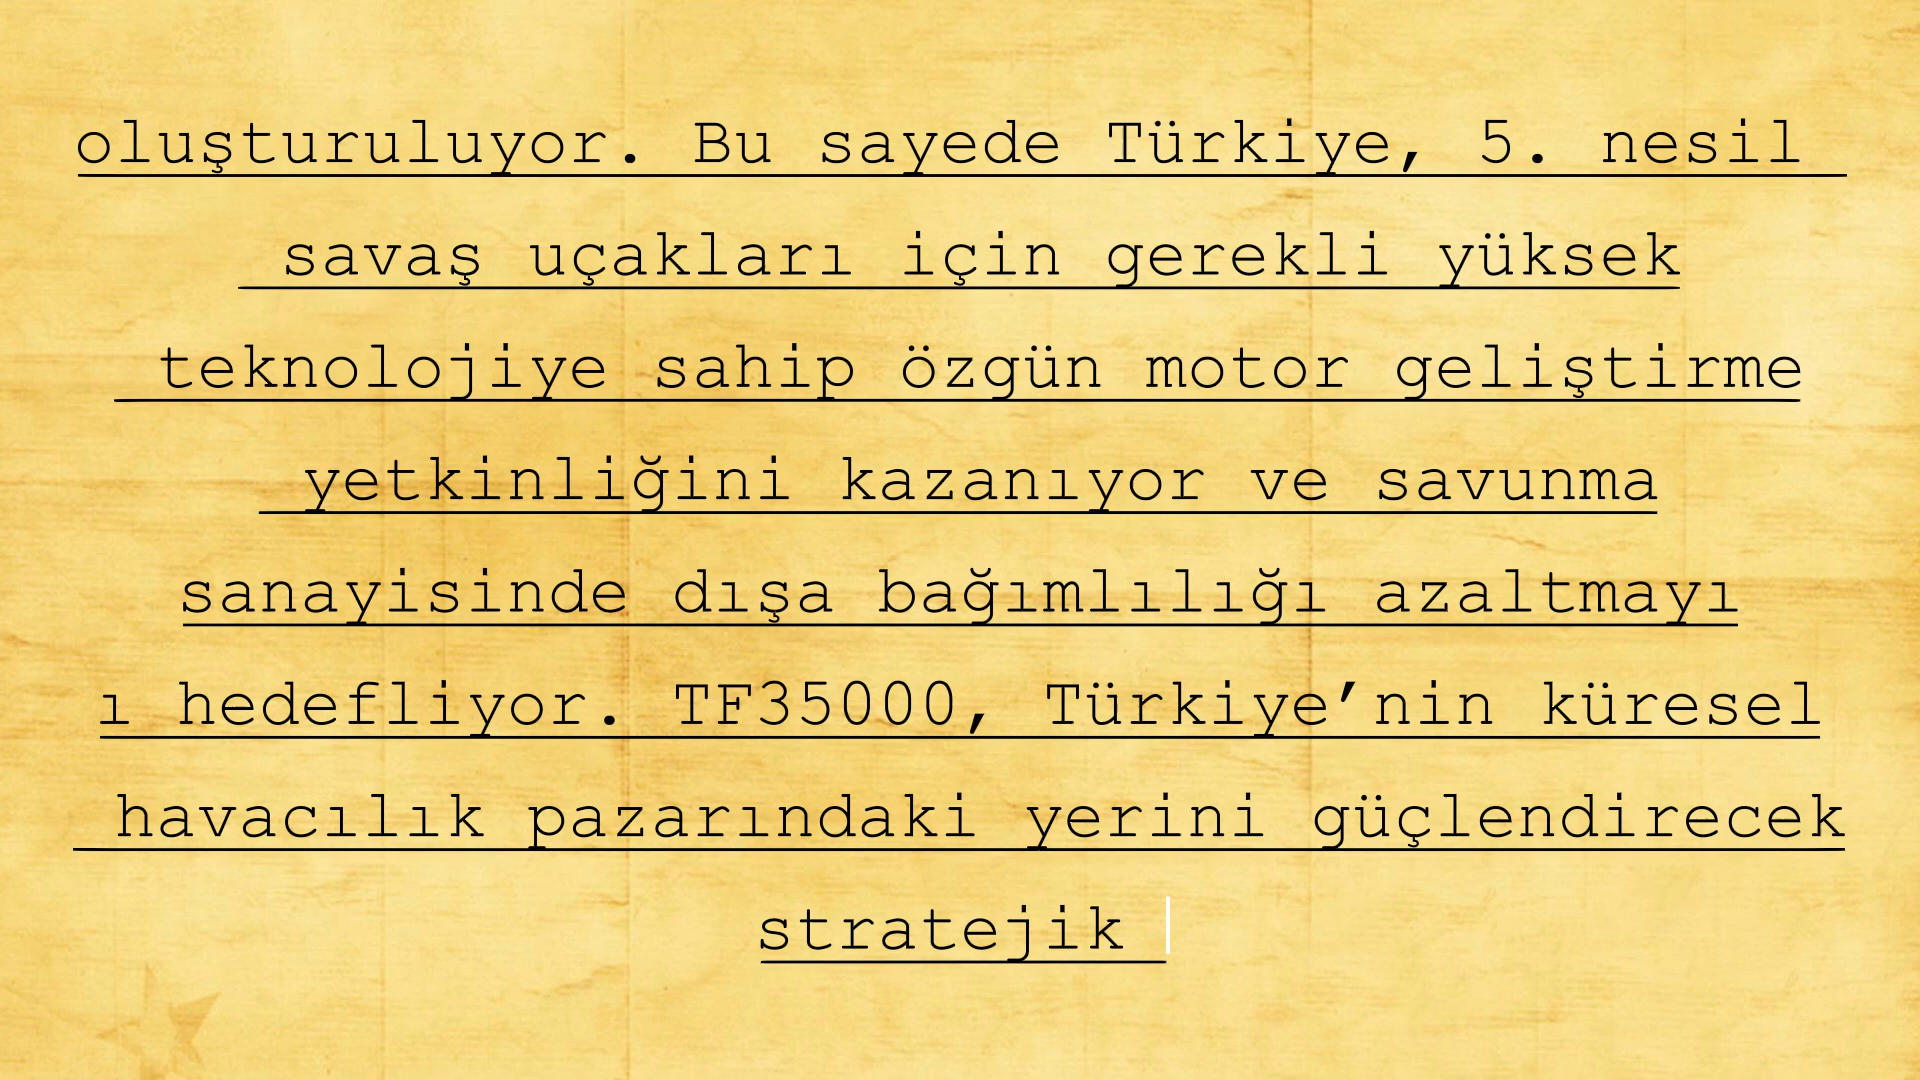 oluşturuluyor. Bu sayede Türkiye, 5. nesil
savaş uçakları için gerekli yüksek
teknolojiye sahip özgün motor geliştirme
yetkinliğini kazanıyor ve savunma
sanayisinde dışa bağımlılığı azaltmayı
ı hedefliyor. TF35000, Türkiye’nin küresel
havacılık pazarındaki yerini güçlendirecek
stratejik